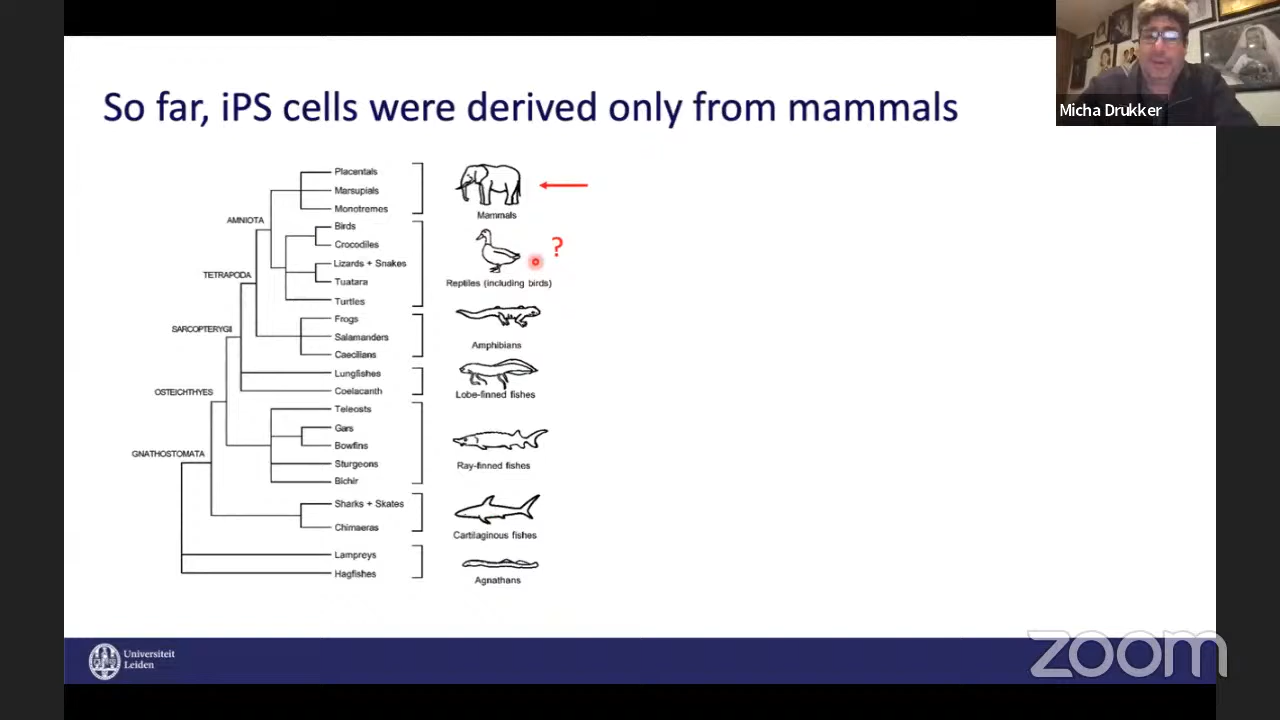 So far, iPS cells were derived only from mammals
Micha Drukker
Placentals
Marsupials
Monotremes
Mammals
AMNIOTA
Birds
Crocodiles
Lizards + Snakes
Tuatara
Turtles
?
Reptiles (including birds)
TETRAPODA
Frogs
Salamanders
Caecilians
Amphibians
SARCOPTERYGII
Lungfishes
Coelacanth
Lobe-finned fishes
OSTEICHTHYES
Teleosts
Gars
Bowfins
Sturgeons
Bichir
Ray-finned fishes
GNATHOSTOMATA
Sharks + Skates
Chimaeras
Cartilaginous fishes
Lampreys
Hagfishes
Agnathans
Universiteit
Leiden
zoom